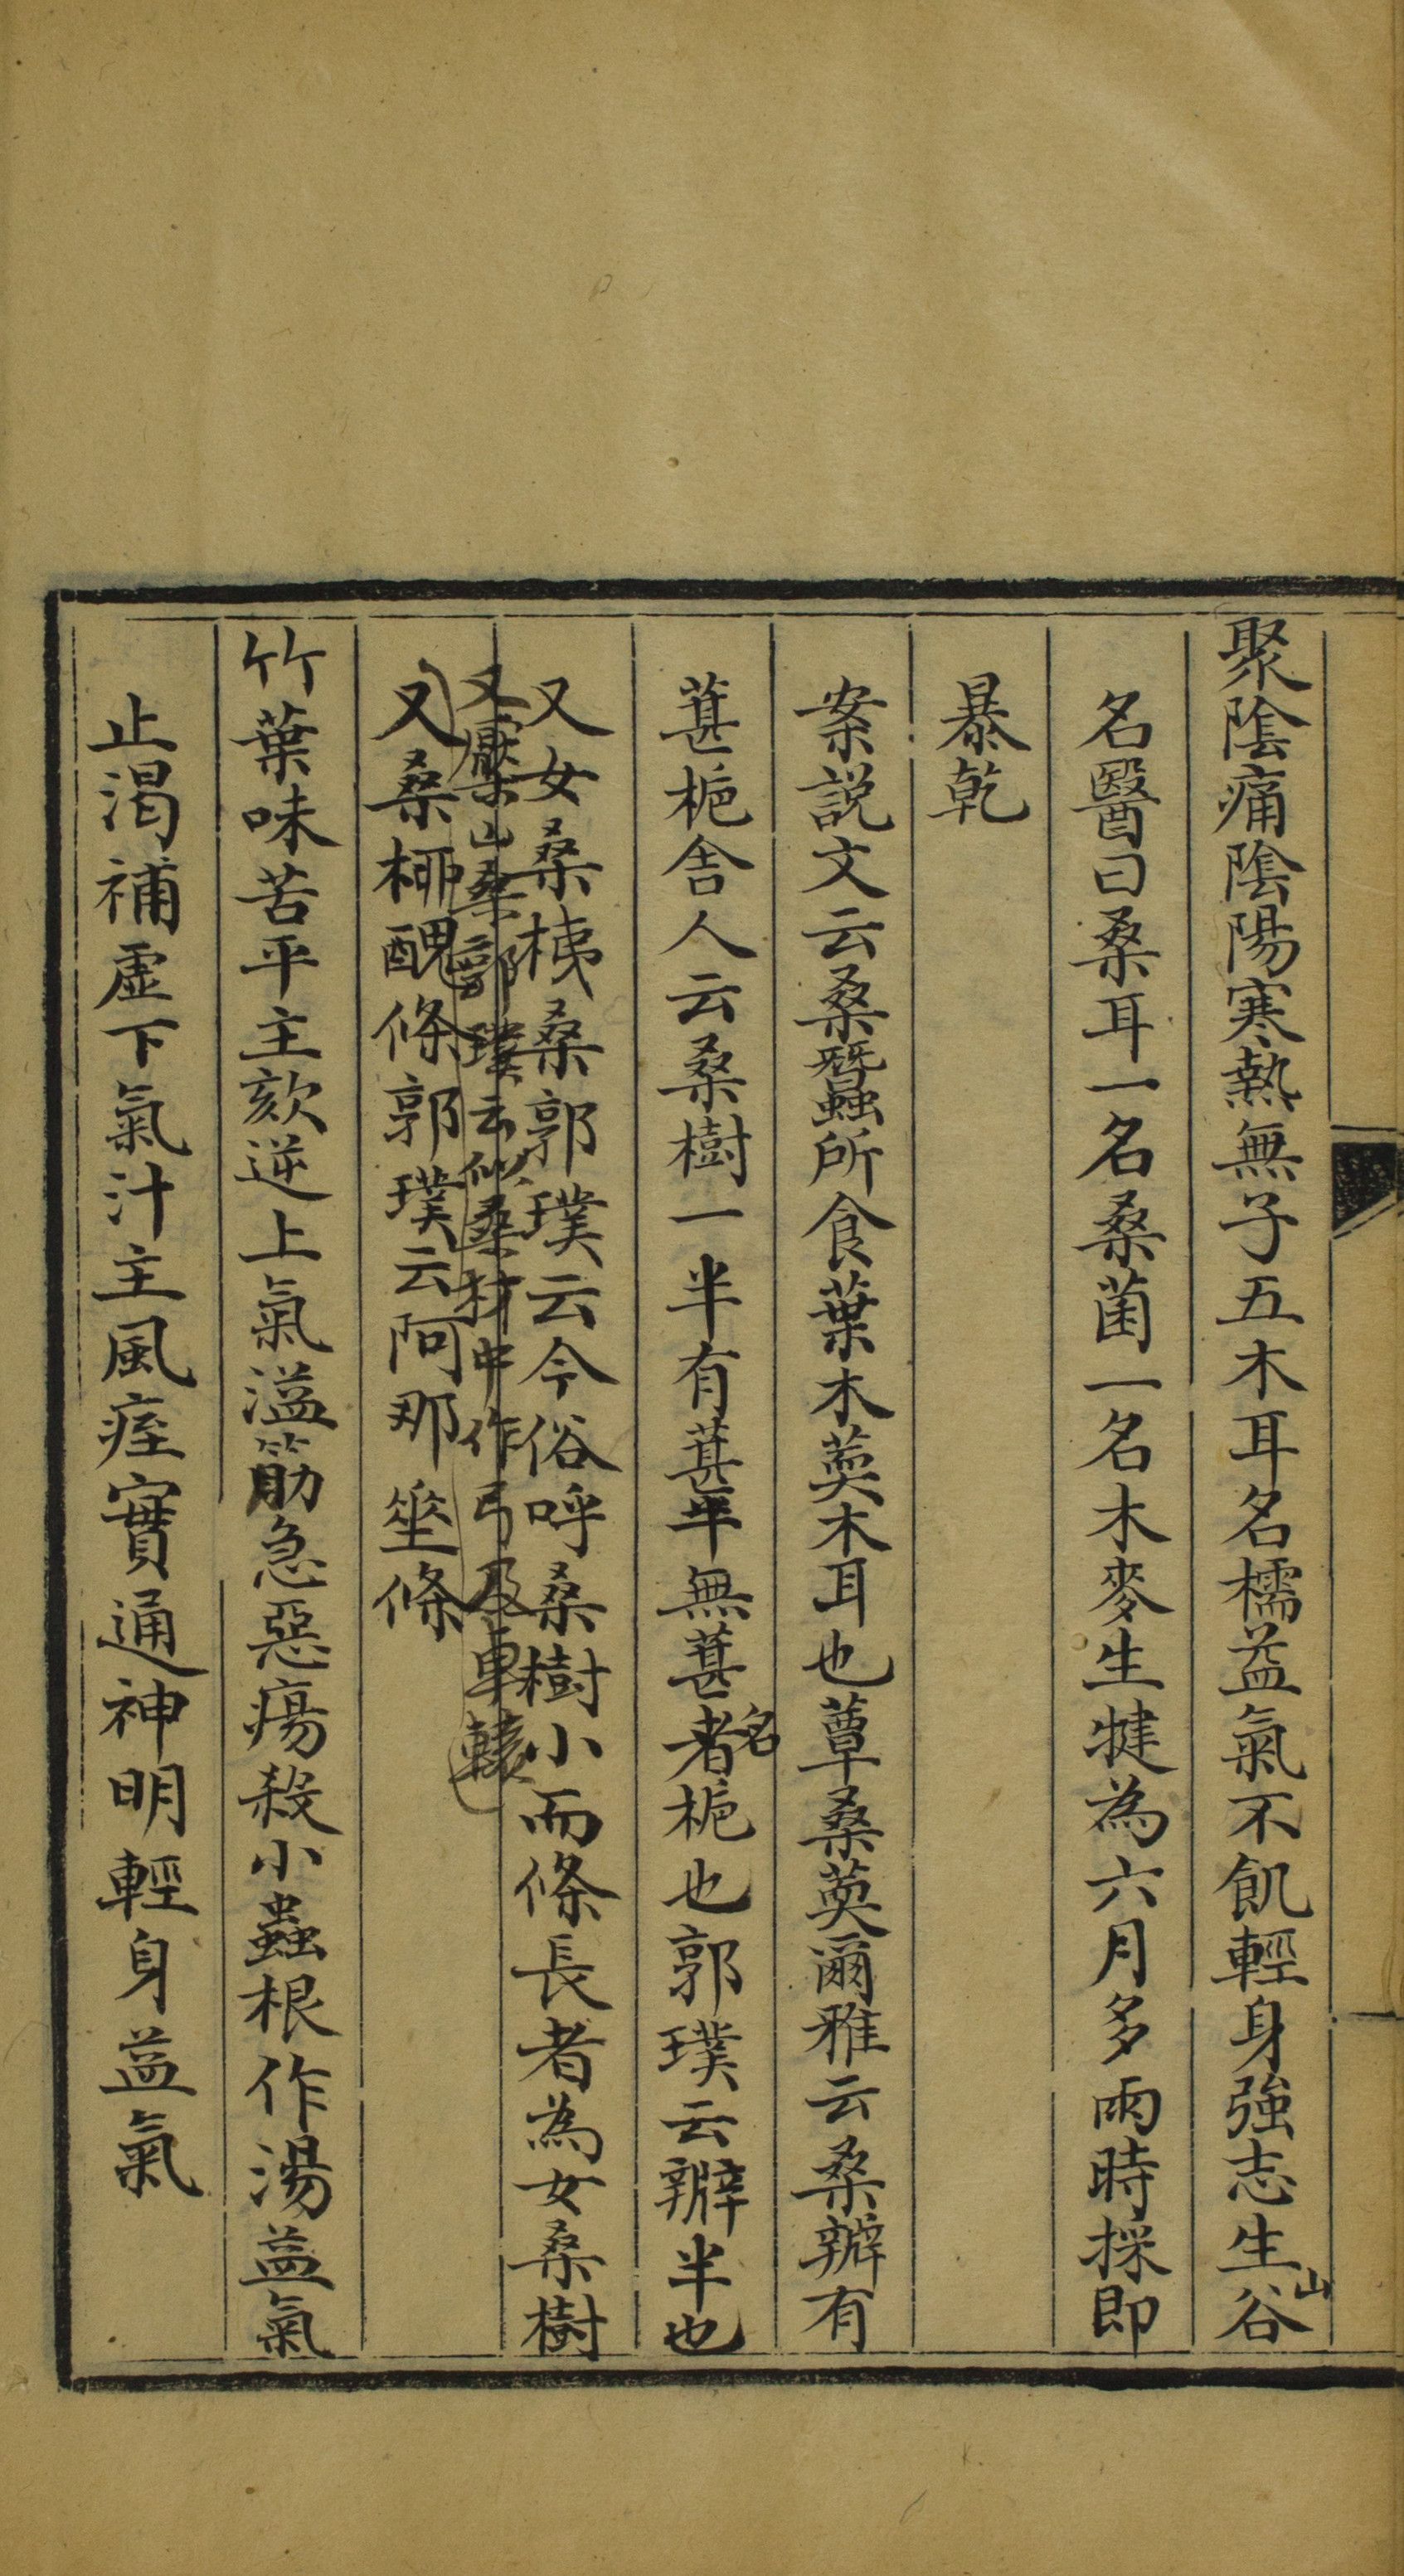 聚陰痛陰陽寒熱無子五木耳名檽益氣不飢輕身強志生山谷
名醫曰桑耳一名桑菌一名木麥生犍為六月多雨時採即
暴乾
案説文云桑蠶所食葉木䓴木耳也蕈桑䓴爾雅云桑辨有
葚梔舍人云桑樹一半有葚半無葚者名梔也郭璞云辨半也
又女桑桋桑郭璞云今俗呼桑樹小而條長者為女桑樹
又檿山桑郭璞云似桑材中作弓及車轅
又桑柳醜條郭璞云阿那垂條
竹葉味苦平主欬逆上氣溢筋急惡瘍殺小蟲根作湯益氣
止渴補虛下氣汁主風痓實通神明輕身益氣